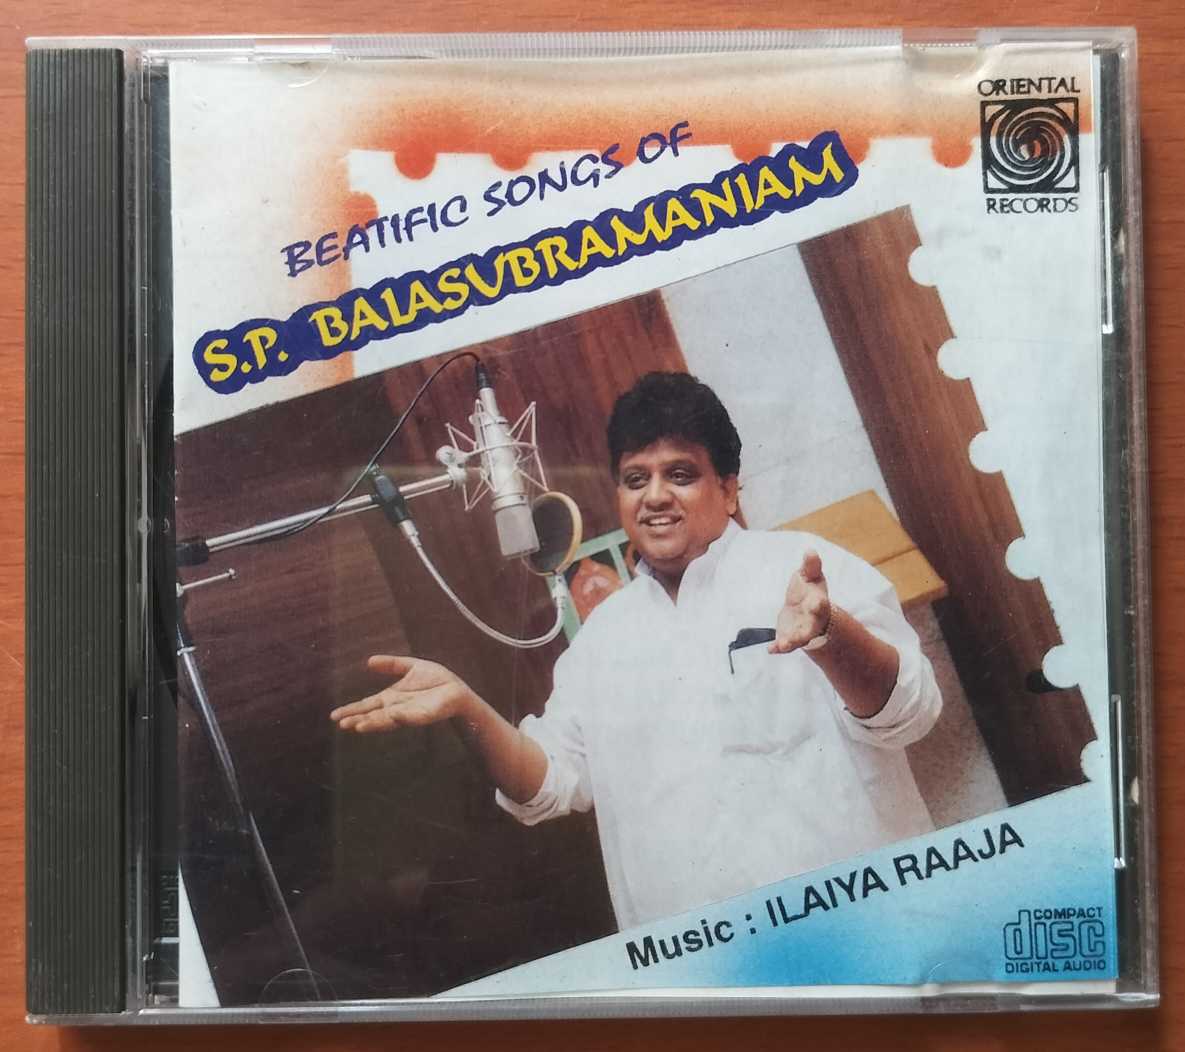 BEATIFIC SONGS OF
S.P. BALASUBRAMANIAM
ORIENTAL
RECORDS
Music : ILAIYA RAAJA
COMPACT
disc
DIGITAL AUDIO